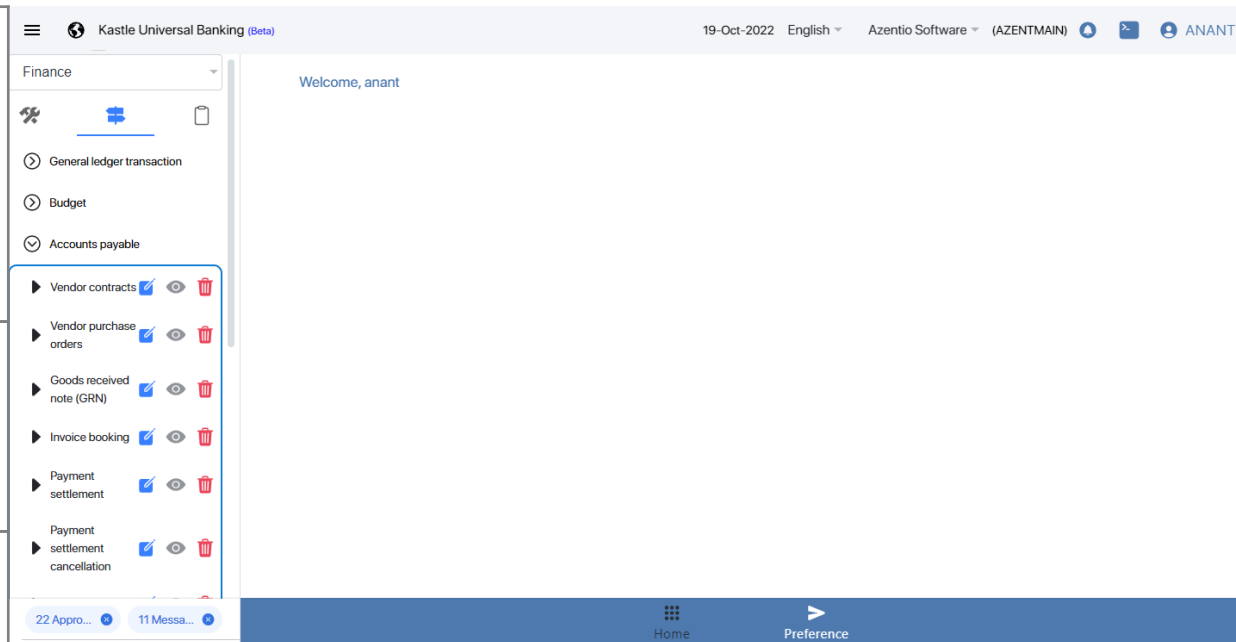 Kastle Universal Banking (Beta)
19-Oct-2022 English Azentio Software (AZENTMAIN) ANANT
Finance
Welcome, anant
General ledger transaction
Budget
Accounts payable
Vendor contracts
Vendor purchase
orders
Goods received
note (GRN)
Invoice booking
Payment
settlement
Payment
settlement
cancellation
22 Appro...
11 Messa...
Home
Preference